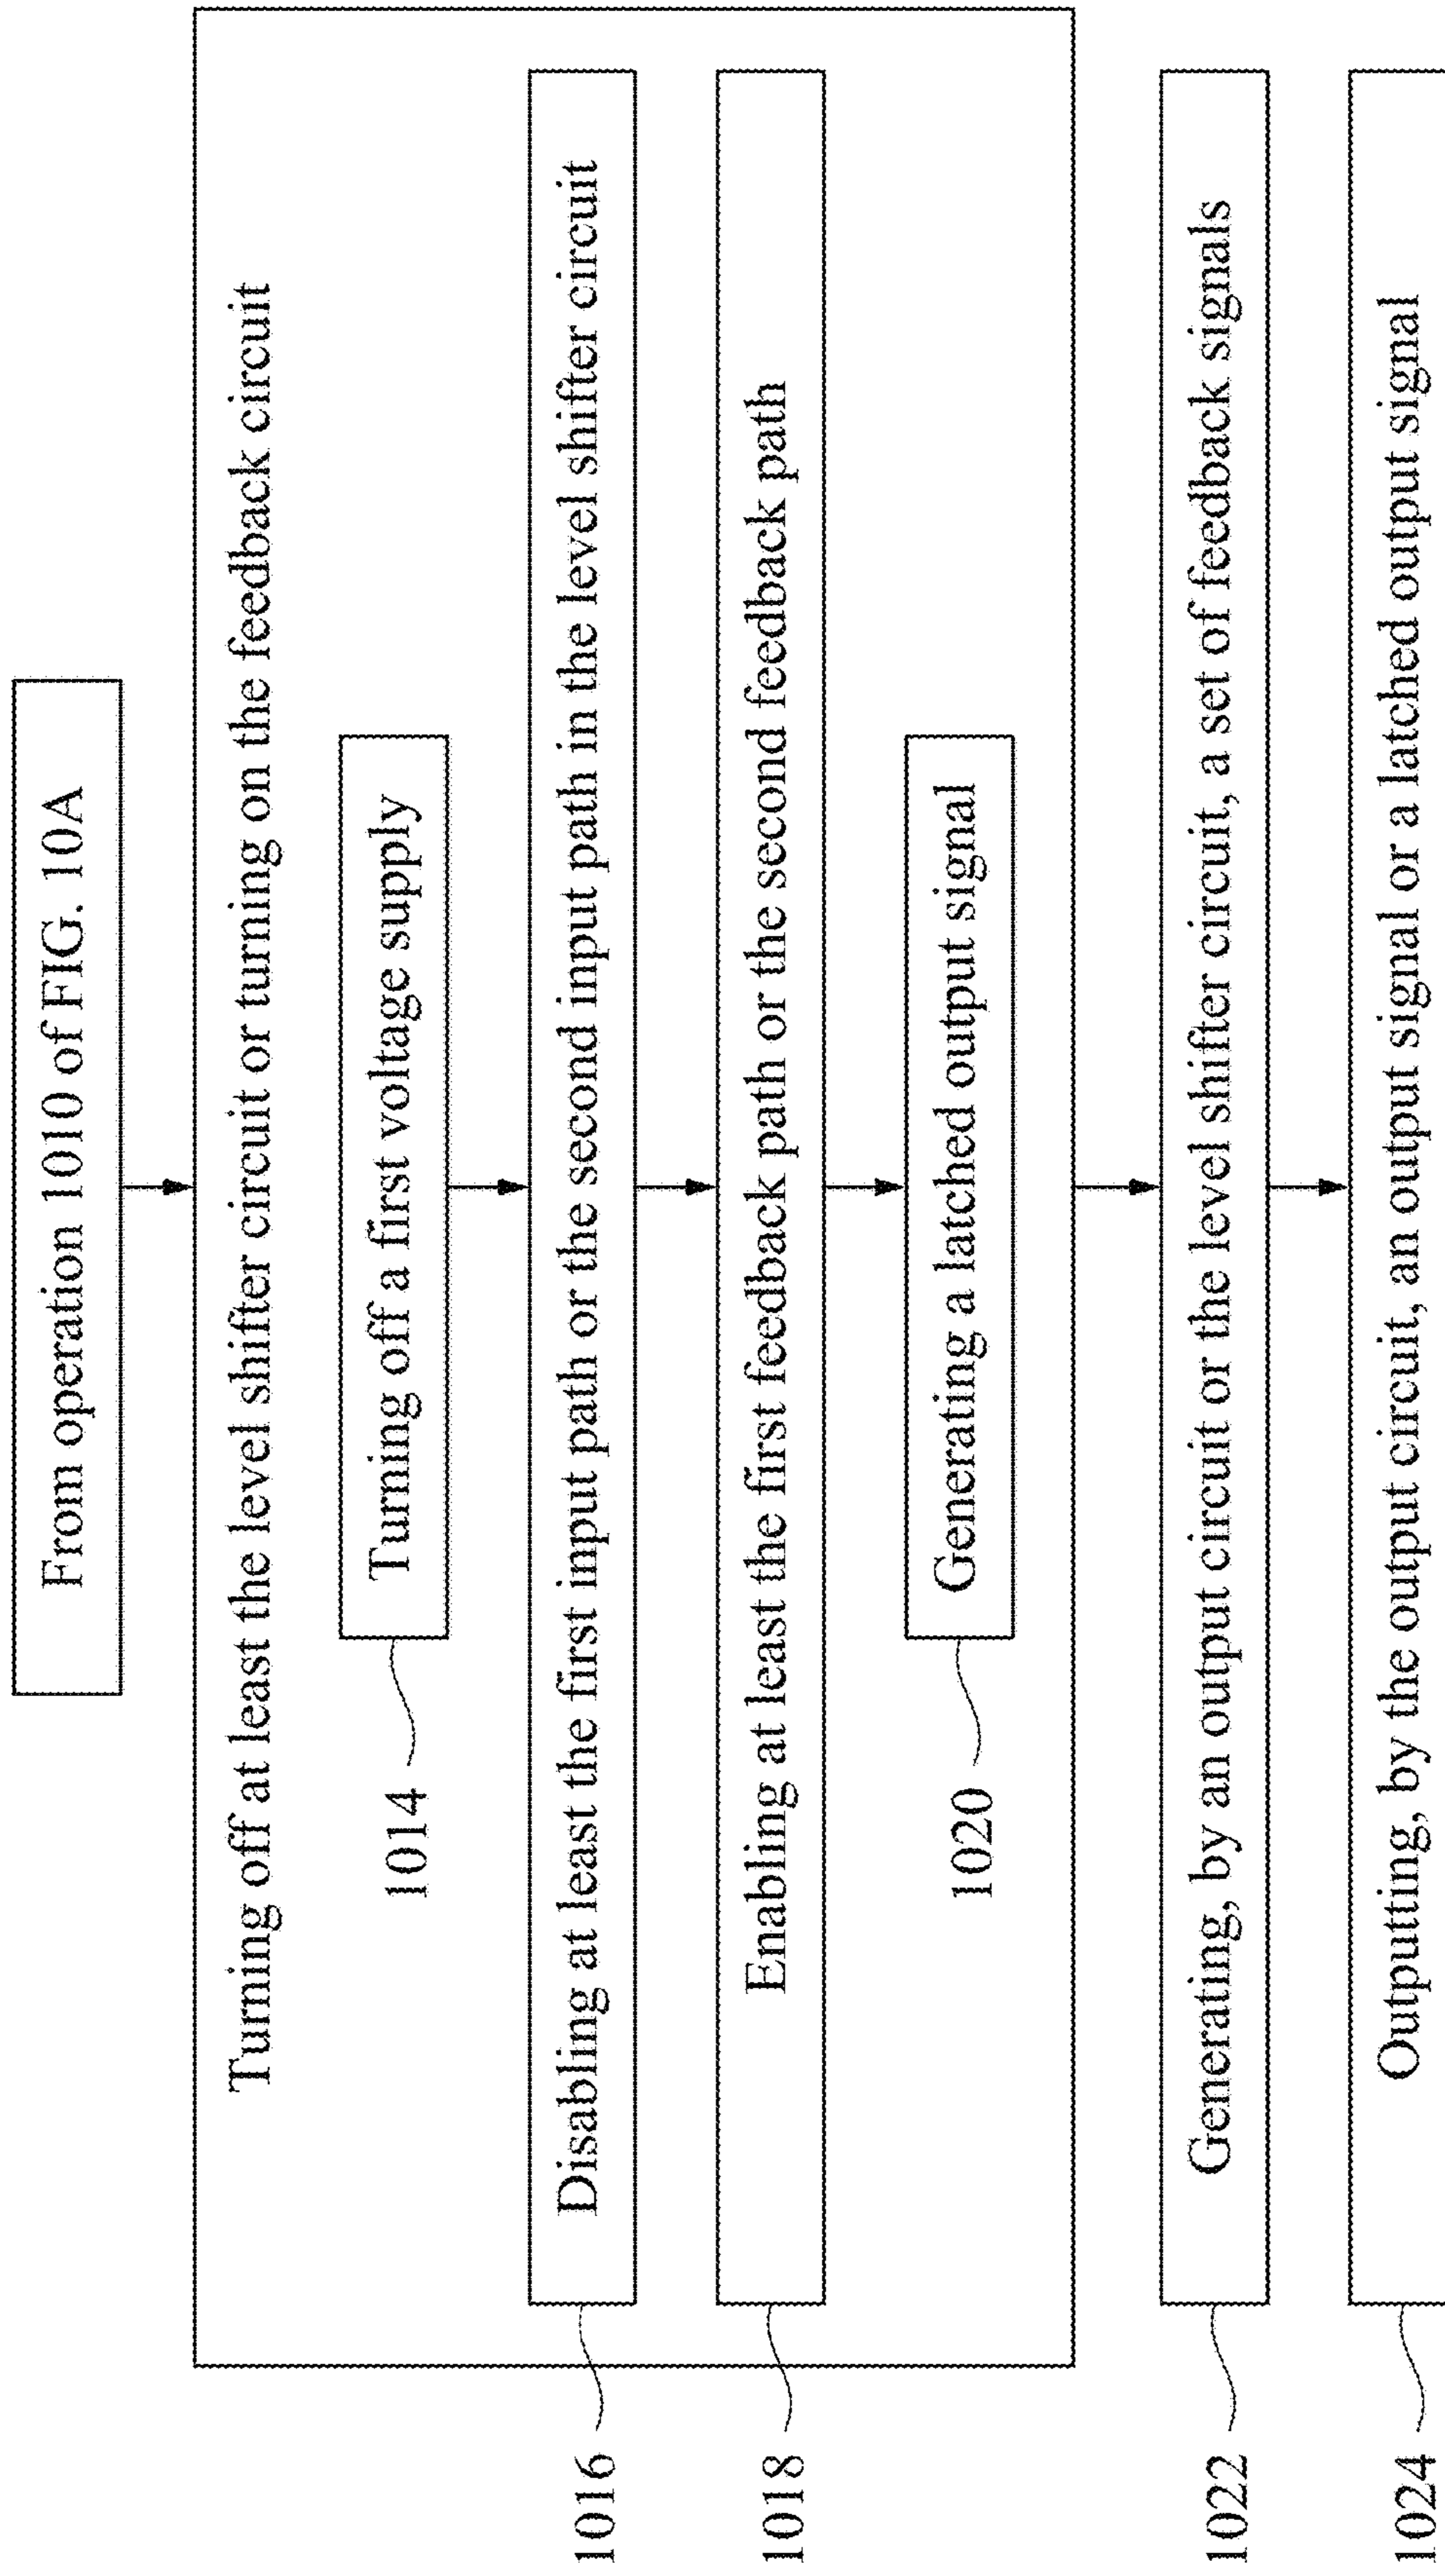 From operation 1010 of FIG. 10A
Turning off at least the level shifter circuit or turning on the feedback circuit
Turning off a first voltage supply
1014
Disabling at least the first input path or the second input path in the level shifter circuit
1016
Enabling at least the first feedback path or the second feedback path
1018
Generating a latched output signal
1020
Generating, by an output circuit or the level shifter circuit, a set of feedback signals
1022
Outputting, by the output circuit, an output signal or a latched output signal
1024